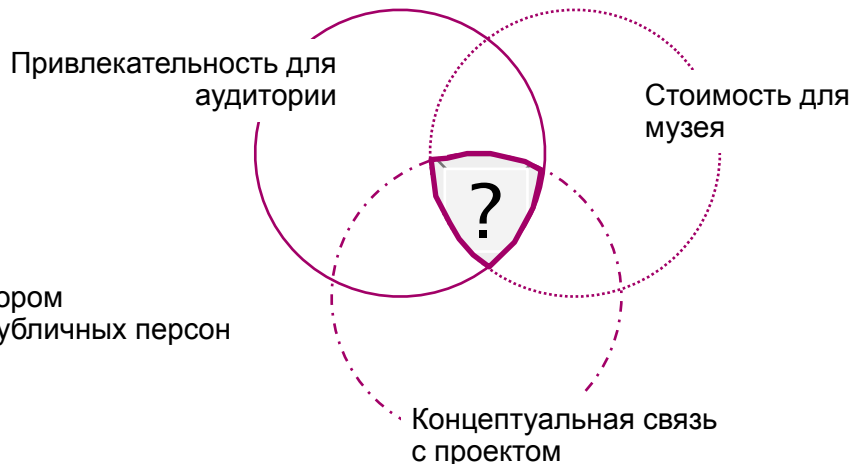 Привлекательность для
аудитории
Стоимость для
музея
?
ором
убличных персон
Концептуальная связь
с проектом